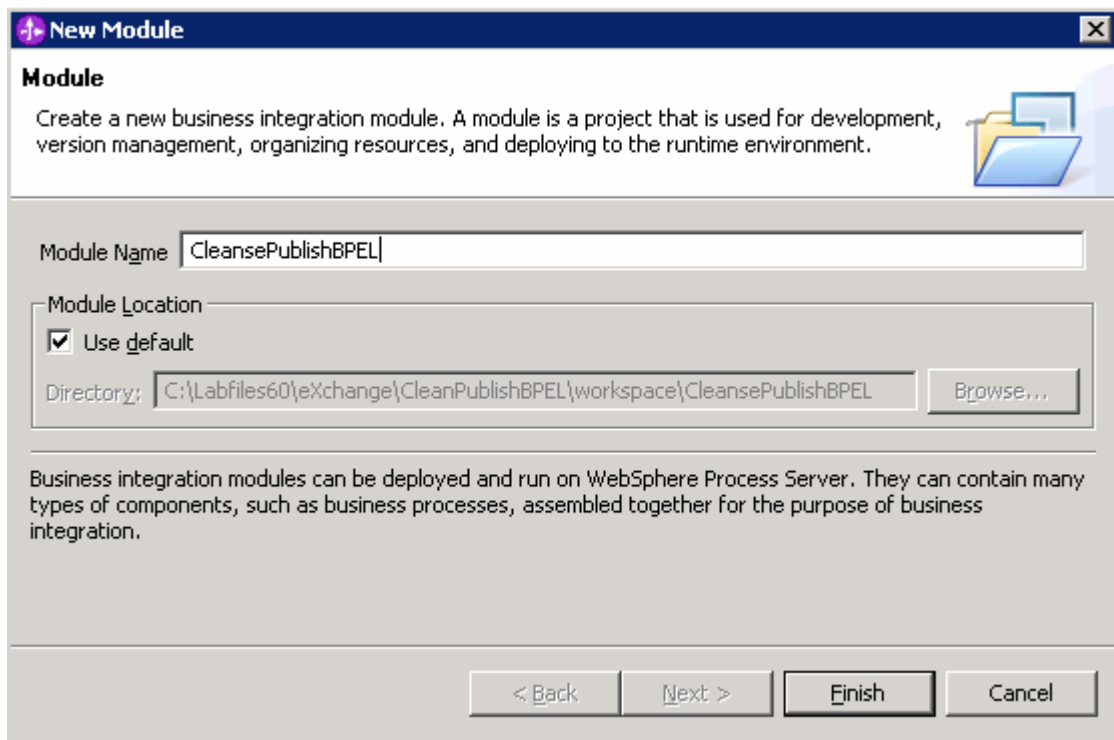 New Module
Module
Create a new business integration module. A module is a project that is used for development,
version management, organizing resources, and deploying to the runtime environment.
Module Name CleansePublishBPEL
Module Location
Use default
Directory: C:\Labfiles60\eXchange\CleanPublishBPEL\workspace\CleansePublishBPEL Browse...
Business integration modules can be deployed and run on WebSphere Process Server. They can contain many
types of components, such as business processes, assembled together for the purpose of business
integration.
< Back Next > Finish Cancel